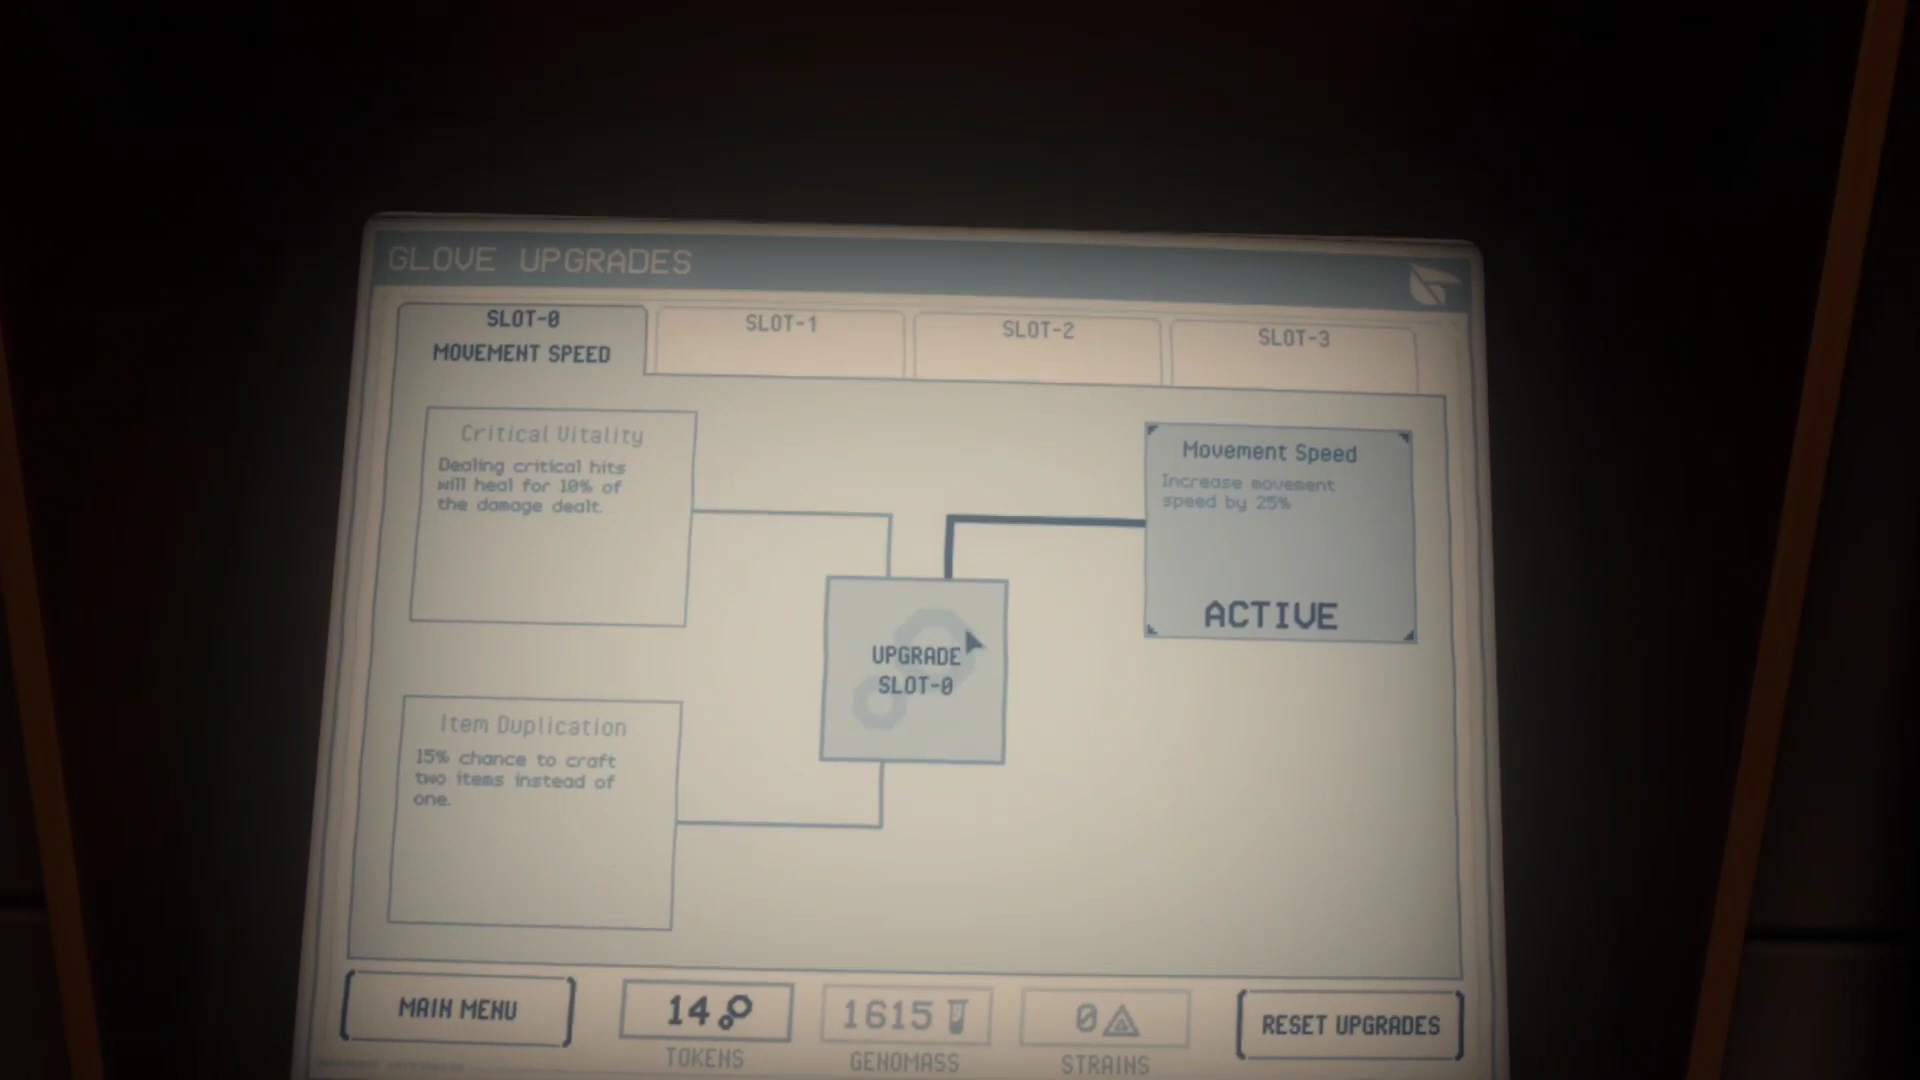 GLOVE UPGRADES
SLOT-0
MOVEMENT SPEED
SLOT-1
SLOT-2
SLOT-3
Critical Vitality
Dealing critical hits
will heal for 10% of
the damage dealt.
Movement Speed
Increase movement
speed by 25%
ACTIVE
UPGRADE
SLOT-0
Item Duplication
15% chance to craft
two items instead of
one.
MAIN MENU
14
TOKENS
1615
GENOMASS
0
STRAINS
RESET UPGRADES